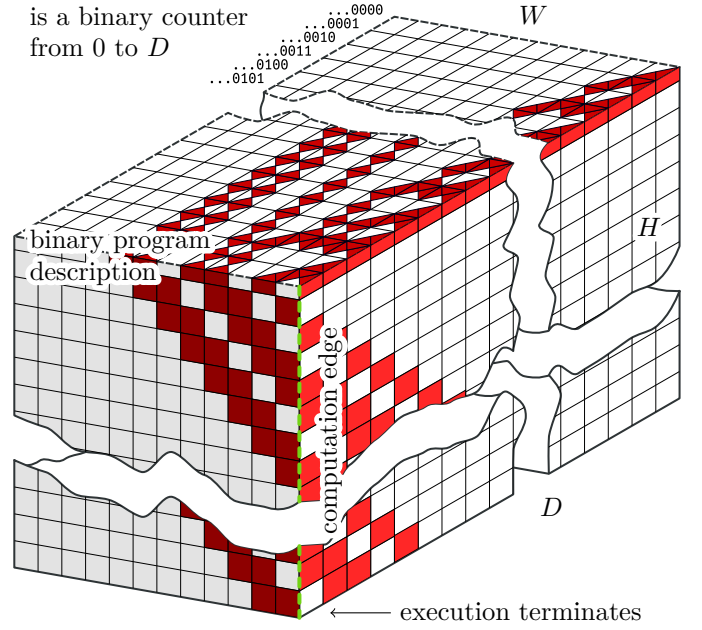 is a binary counter
from 0 to D
...0000
...0001
...0010
...0011
...0100
...0101
W
H
binary program
description
computation edge
D
execution terminates